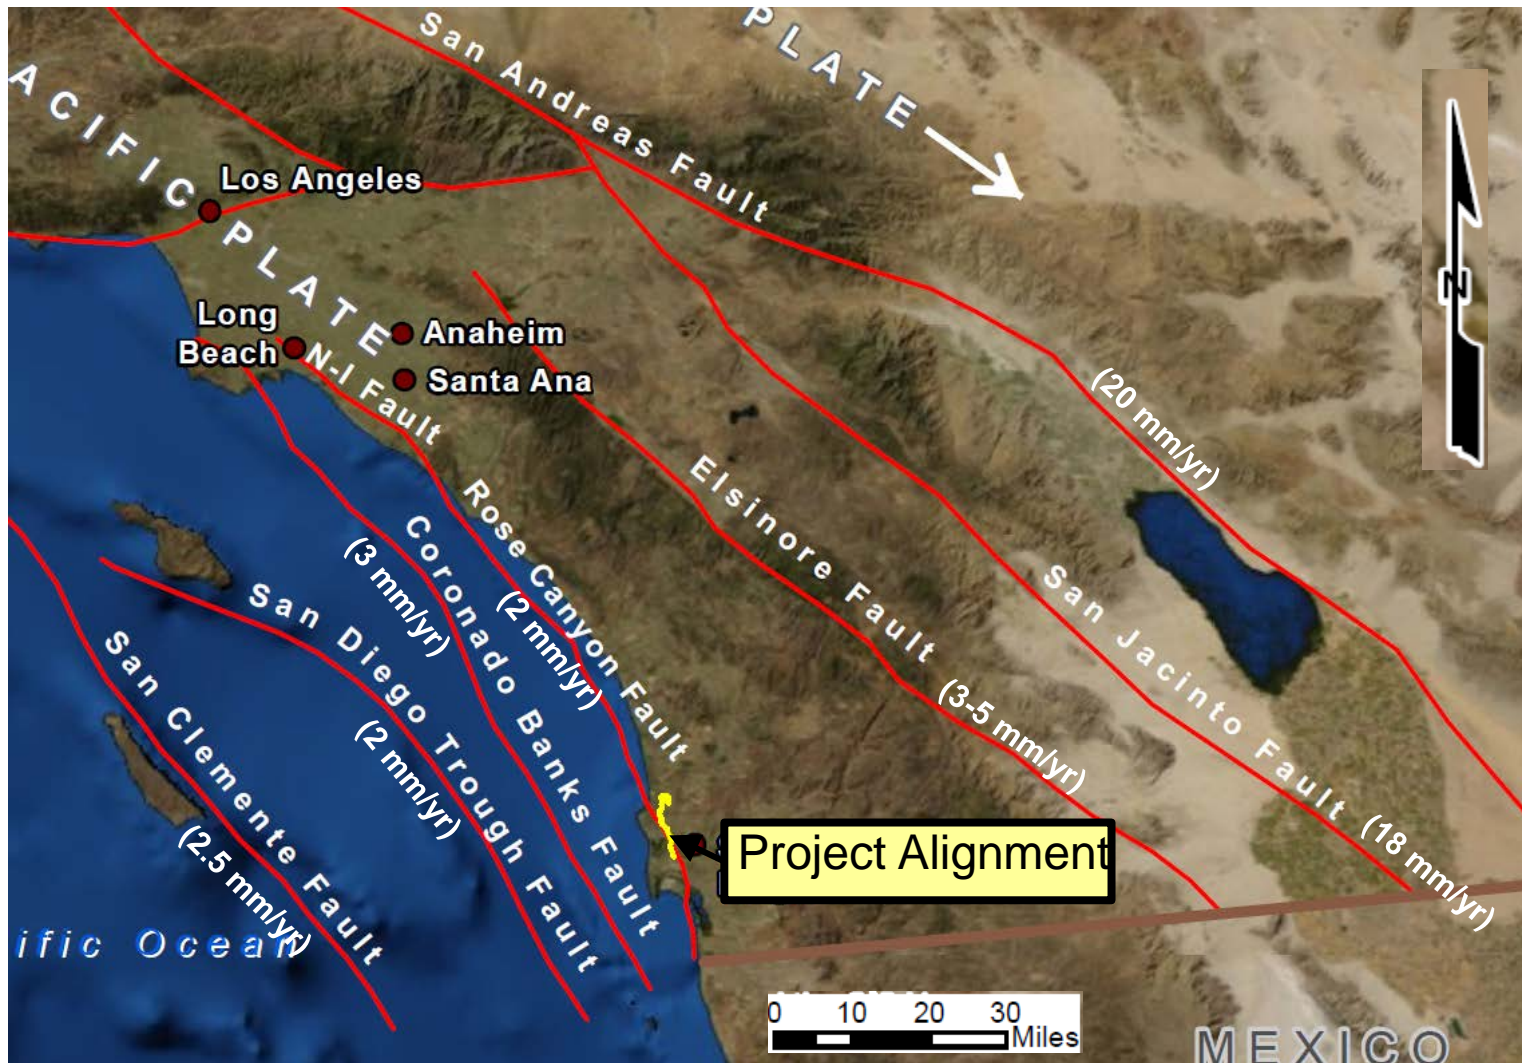 PLATE
San Andreas Fault
ACIFIC PLATE
Los Angeles
N
Long
Beach
Anaheim
Santa Ana
N-I Fault
(20 mm/yr)
Elsinore Fault
Rose Canyon Fault
Coronado Banks Fault
(3 mm/yr)
(2 mm/yr)
San Jacinto Fault
San Diego Trough Fault
San Clemente Fault
(3-5 mm/yr)
(2 mm/yr)
(18 mm/yr)
(2.5 mm/yr)
Project Alignment
ific Ocean
0 10 20 30
Miles
MEXICO